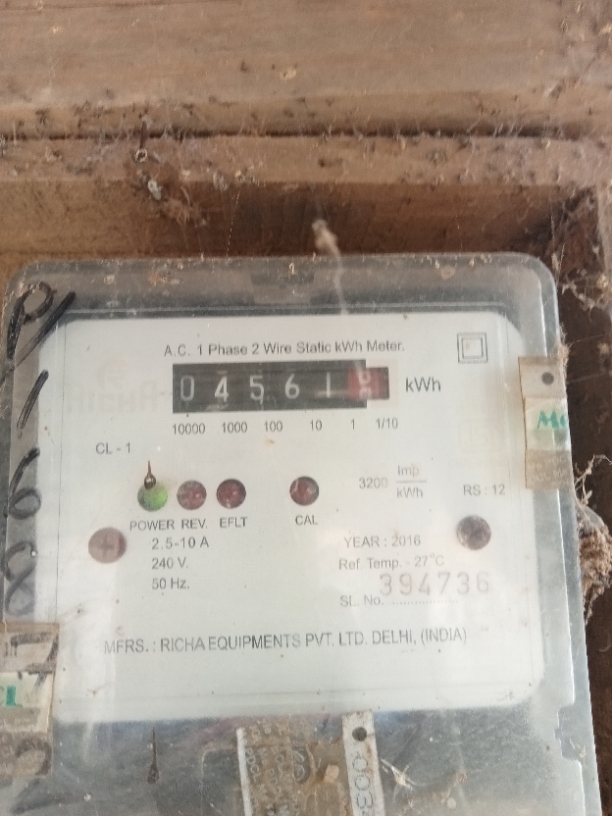 A.C. 1 Phase 2 Wire Static kWh Meter.
0 4 5 6 1 8 kWh
10000 1000 100 10 1 1/10
CL - 1
3200 Imp/kWh
RS : 12
POWER REV. EFLT CAL
2.5-10 A
240 V.
50 Hz.
YEAR : 2016
Ref. Temp. - 27°C
SL. No. 394736
MFRS. : RICHA EQUIPMENTS PVT. LTD. DELHI, (INDIA)